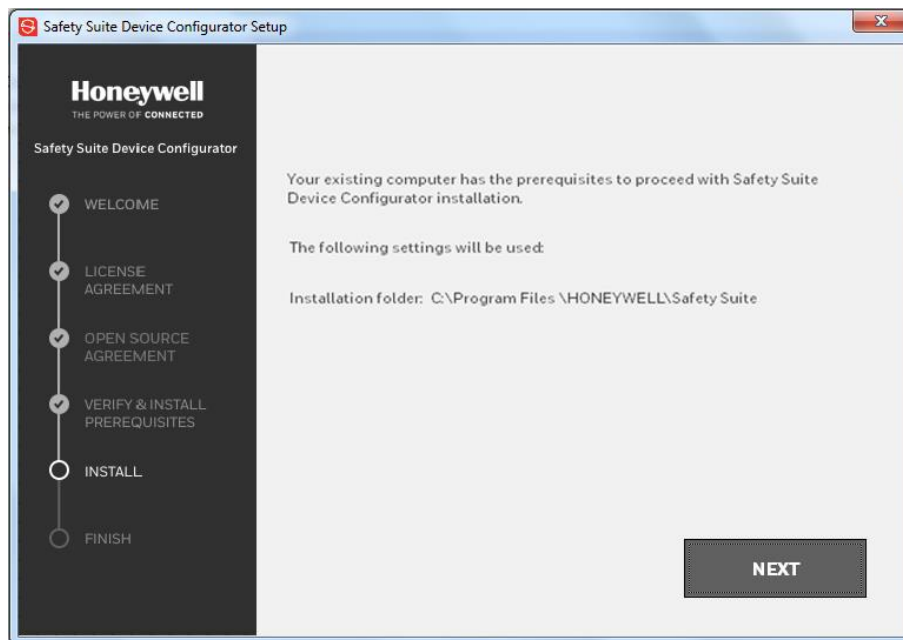 Safety Suite Device Configurator Setup
Honeywell
THE POWER OF CONNECTED
Safety Suite Device Configurator
WELCOME
LICENSE
AGREEMENT
OPEN SOURCE
AGREEMENT
VERIFY & INSTALL
PREREQUISITES
INSTALL
FINISH
Your existing computer has the prerequisites to proceed with Safety Suite
Device Configurator installation.
The following settings will be used:
Installation folder: C:\Program Files \HONEYWELL\Safety Suite
NEXT